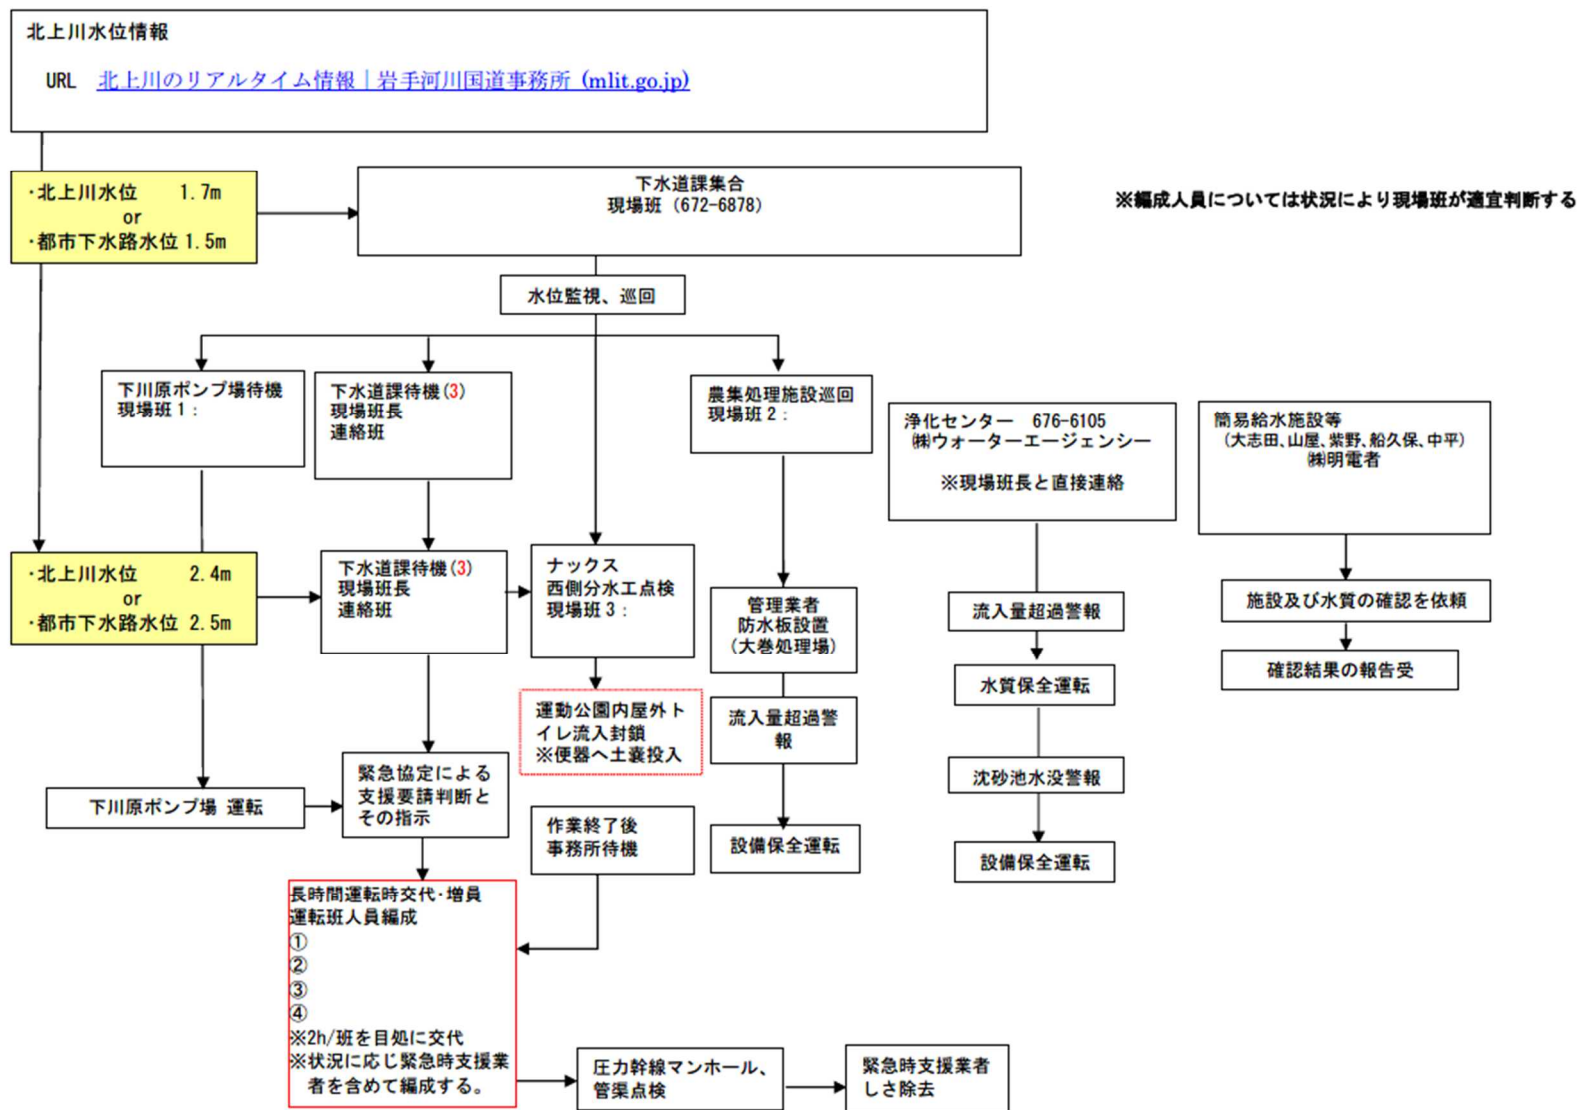 北上川水位情報
URL 北上川のリアルタイム情報｜岩手河川国道事務所 (mlit.go.jp)
・北上川水位 1.7m
or
・都市下水路水位 1.5m
下水道課集合
現場班（672-6878）
※編成人員については状況により現場班が適宜判断する
水位監視、巡回
下川原ポンプ場待機
現場班1：
下水道課待機(3)
現場班長
連絡班
農集処理施設巡回
現場班2：
浄化センター 676-6105
㈱ウォーターエージェンシー
※現場班長と直接連絡
簡易給水施設等
（大志田、山屋、紫野、船久保、中平）
㈱明電者
・北上川水位 2.4m
or
・都市下水路水位 2.5m
下水道課待機(3)
現場班長
連絡班
ナックス
西側分水工点検
現場班3：
管理業者
防水板設置
（大巻処理場）
流入量超過警報
施設及び水質の確認を依頼
水質保全運転
確認結果の報告受
運動公園内屋外ト
イレ流入封鎖
※便器へ土嚢投入
流入量超過警
報
緊急協定による
支援要請判断と
その指示
沈砂池水没警報
下川原ポンプ場 運転
作業終了後
事務所待機
設備保全運転
設備保全運転
長時間運転時交代・増員
運転班人員編成
①
②
③
④
※2h/班を目処に交代
※状況に応じ緊急時支援業
者を含めて編成する。
圧力幹線マンホール、
管渠点検
緊急時支援業者
しさ除去